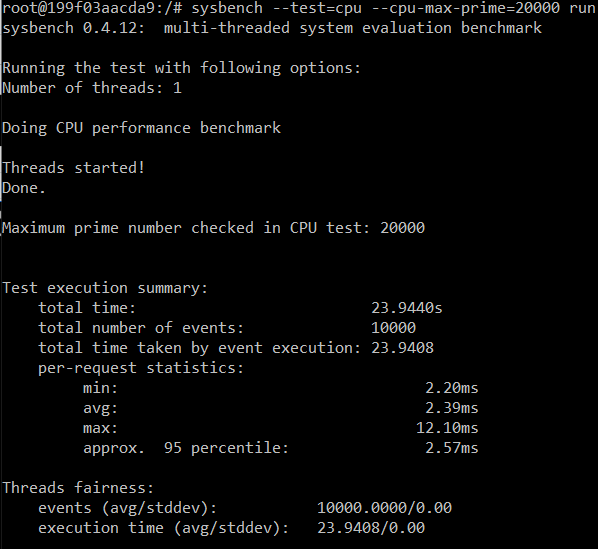 root@199f03aacda9:/# sysbench --test=cpu --cpu-max-prime=20000 run
sysbench 0.4.12:  multi-threaded system evaluation benchmark
Running the test with following options:
Number of threads: 1
Doing CPU performance benchmark
Threads started!
Done.
Maximum prime number checked in CPU test: 20000
Test execution summary:
    total time:                          23.9440s
    total number of events:              10000
    total time taken by event execution: 23.9408
    per-request statistics:
         min:                                  2.20ms
         avg:                                  2.39ms
         max:                                 12.10ms
         approx.  95 percentile:               2.57ms
Threads fairness:
    events (avg/stddev):           10000.0000/0.00
    execution time (avg/stddev):   23.9408/0.00